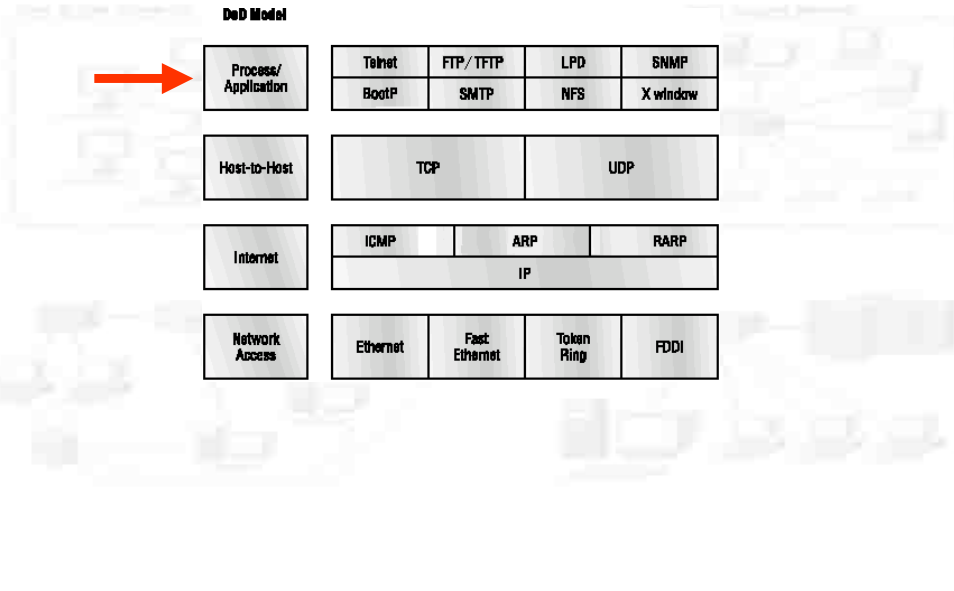 DoD Model
Process/
Application
Telnet FTP/TFTP LPD SNMP
BootP SMTP NFS X window
Host-to-Host
TCP UDP
Internet
ICMP ARP RARP
IP
Network
Access
Ethernet
Fast
Ethernet
Token
Ring
FDDI